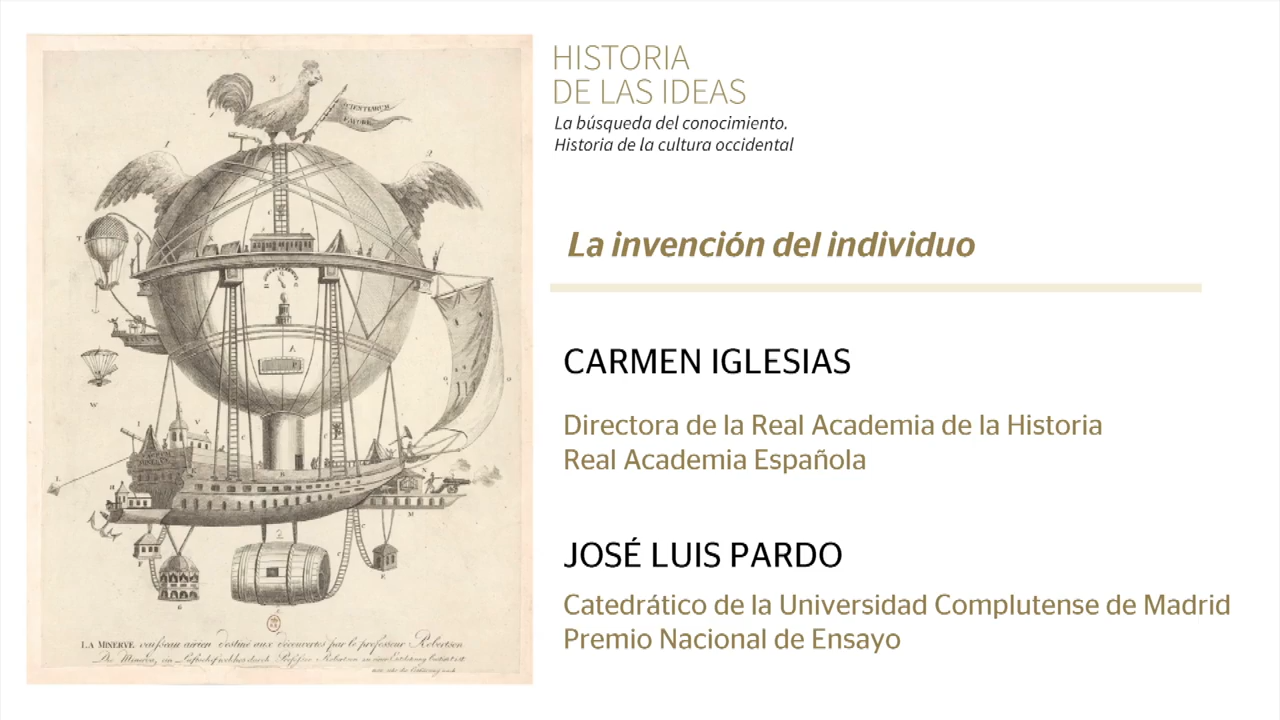 HISTORIA
DE LAS IDEAS
La búsqueda del conocimiento.
Historia de la cultura occidental
La invención del individuo
CARMEN IGLESIAS
Directora de la Real Academia de la Historia
Real Academia Española
JOSÉ LUIS PARDO
Catedrático de la Universidad Complutense de Madrid
Premio Nacional de Ensayo
LA MINERVE vaisseau aérien destiné aux découvertes par le professeur Robertson